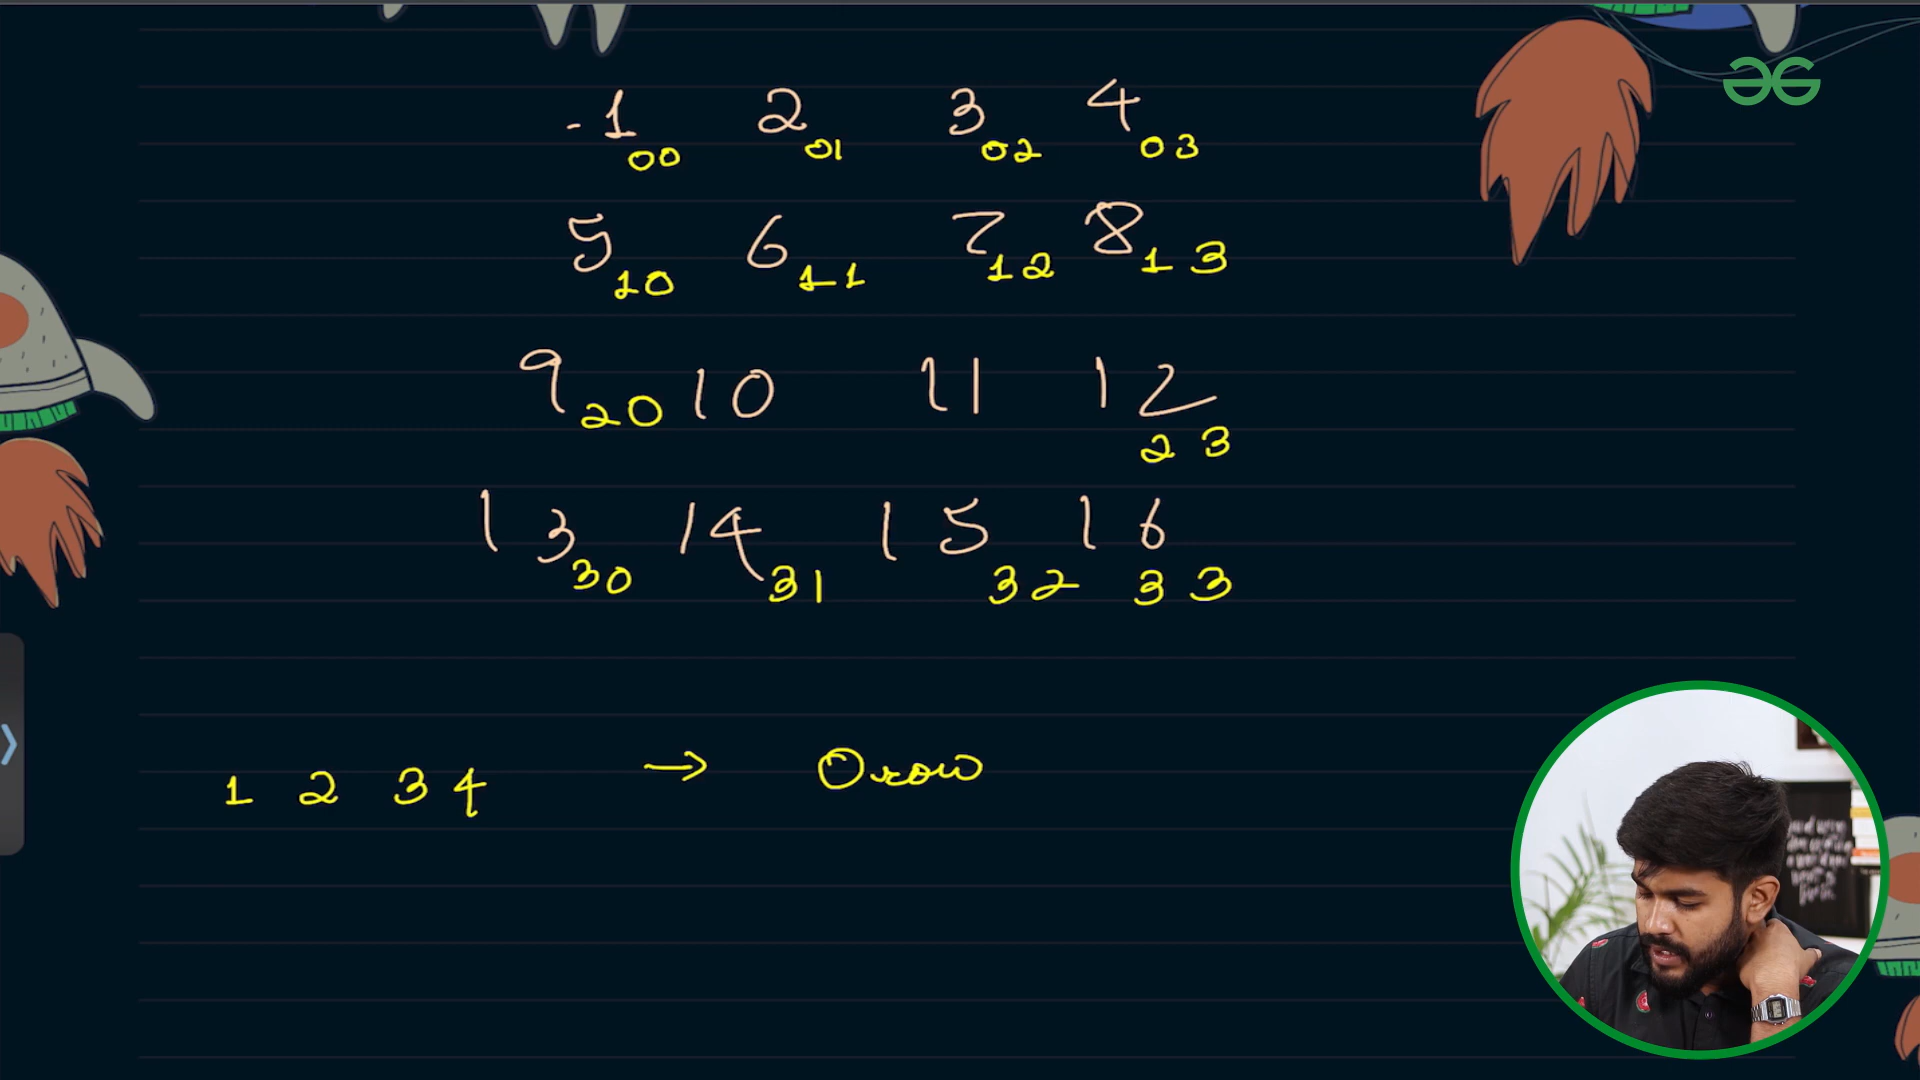 - 1 2 3 4
00 01 02 03
5 6 7 8
10 11 12 13
9 20 10 11 12
23
13 14 15 16
30 31 32 33
1 2 3 4 → 0 row